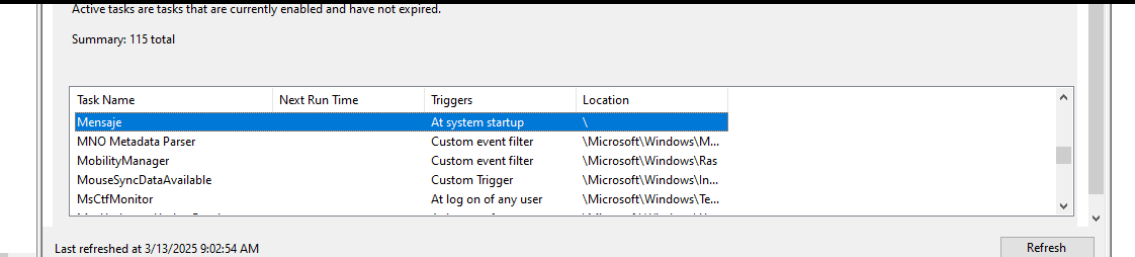 Active tasks are tasks that are currently enabled and have not expired.
Summary: 115 total
Task Name Next Run Time Triggers Location
Mensaje At system startup \
MNO Metadata Parser Custom event filter \Microsoft\Windows\M...
MobilityManager Custom event filter \Microsoft\Windows\Ras
MouseSyncDataAvailable Custom Trigger \Microsoft\Windows\In...
MsCtfMonitor At log on of any user \Microsoft\Windows\Te...
Last refreshed at 3/13/2025 9:02:54 AM Refresh